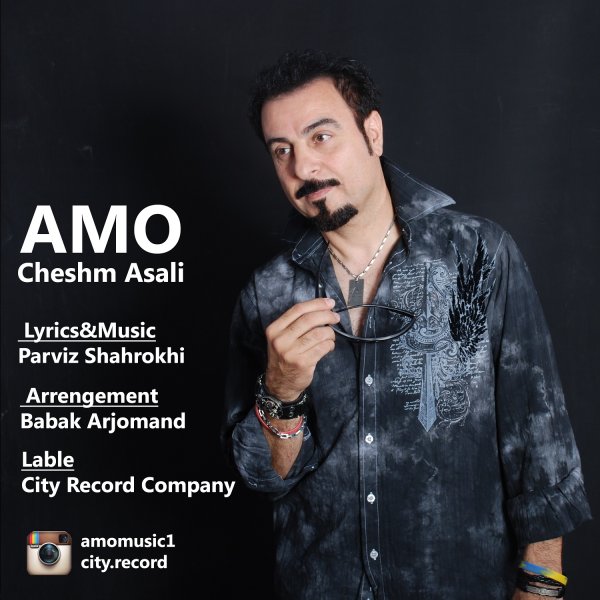 AMO
Cheshm Asali
Lyrics&Music
Parviz Shahrokhi
Arrengement
Babak Arjomand
Lable
City Record Company
amomusic1
city.record